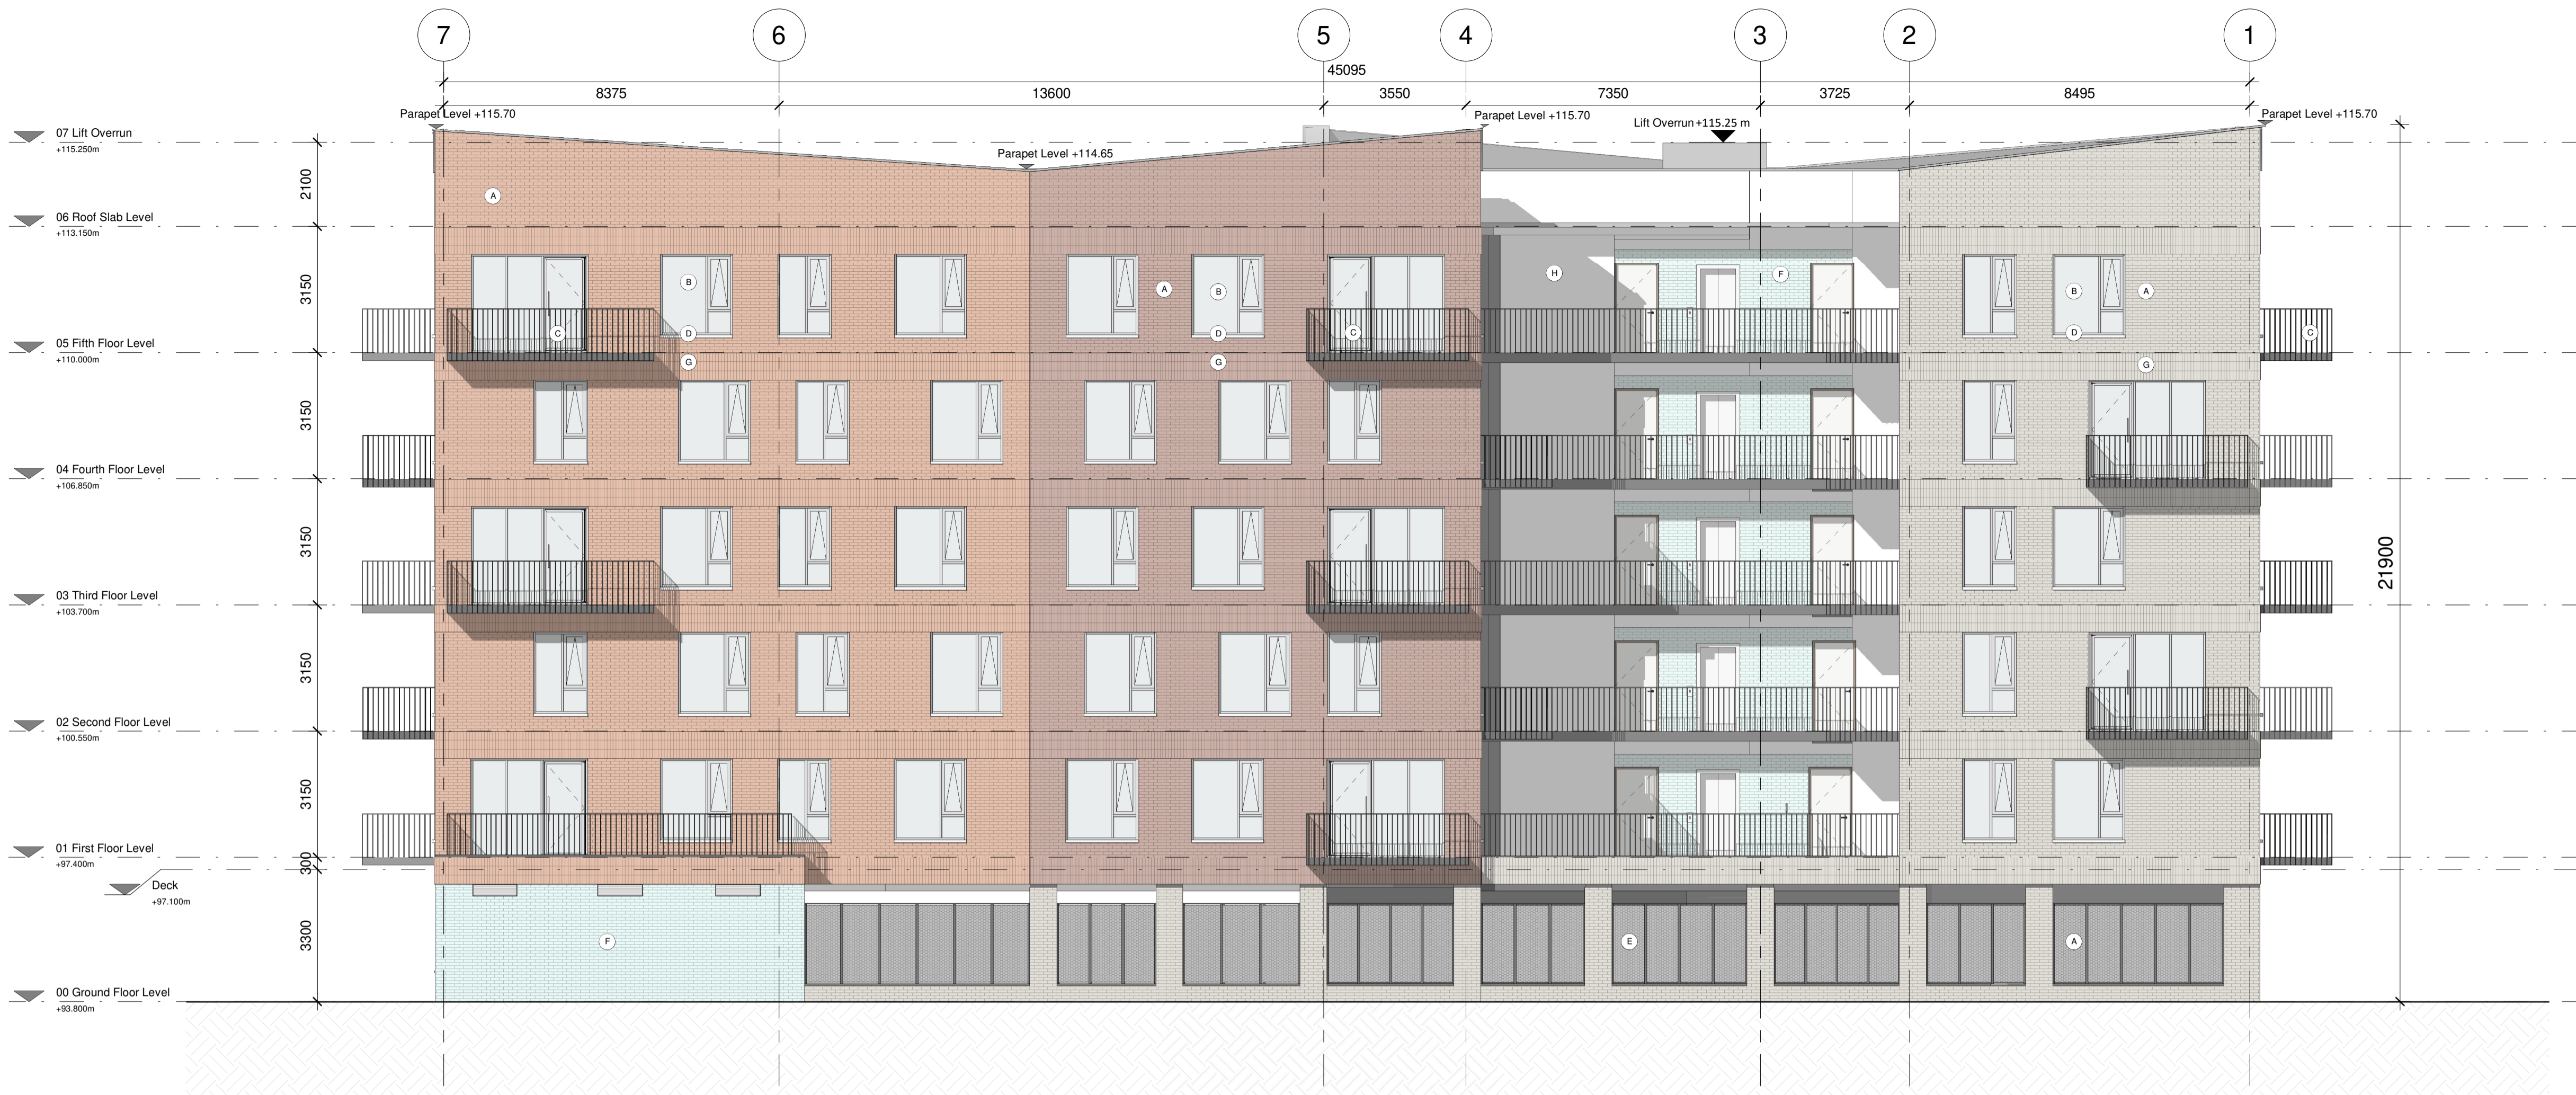 7 6 5 4 3 2 1
45095
8375 13600 3550 7350 3725 8495
Parapet Level +115.70
Parapet Level +115.70
Parapet Level +115.70
Lift Overrun +115.25 m
Parapet Level +114.65
07 Lift Overrun
+115.250m
2100
A
06 Roof Slab Level
+113.150m
3150
B A B H F B A
C D D C D C
05 Fifth Floor Level
+110.000m
G G G
3150
04 Fourth Floor Level
+106.850m
3150
21900
03 Third Floor Level
+103.700m
3150
02 Second Floor Level
+100.550m
3150
01 First Floor Level
+97.400m
300
Deck
+97.100m
3300
F E A
00 Ground Floor Level
+93.800m